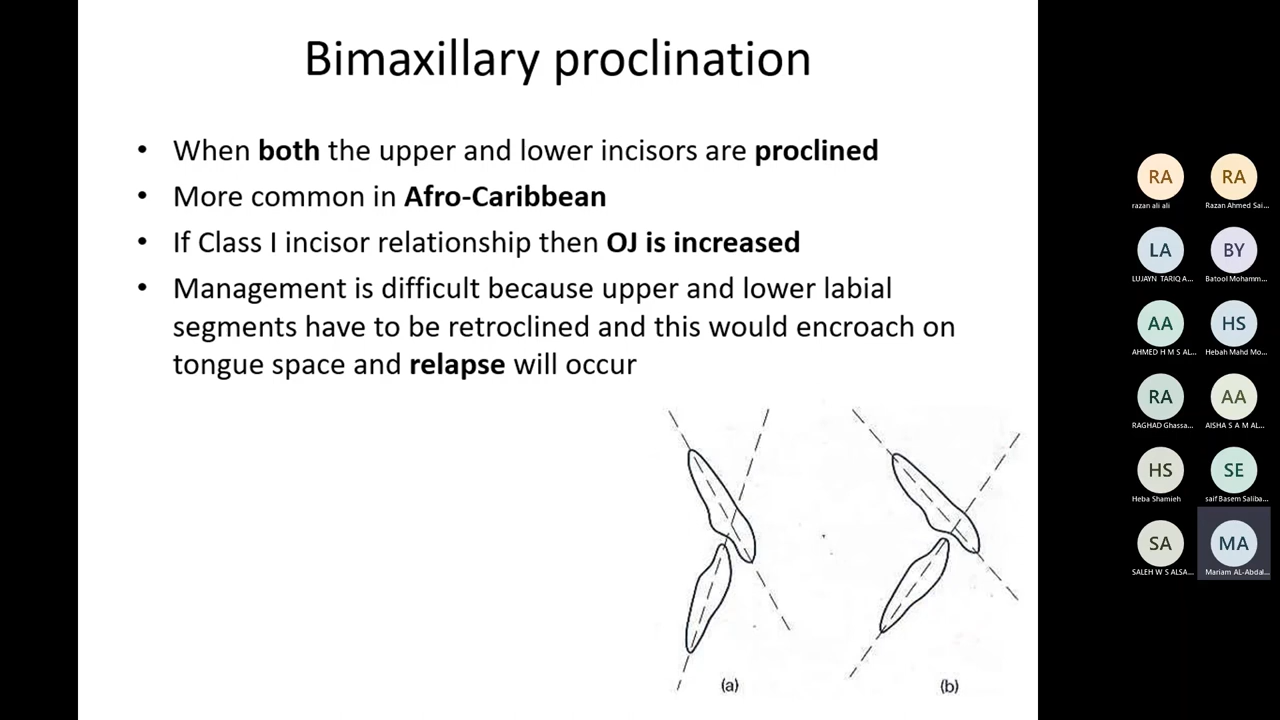 Bimaxillary proclination
• When both the upper and lower incisors are proclined
• More common in Afro-Caribbean
• If Class I incisor relationship then OJ is increased
• Management is difficult because upper and lower labial
segments have to be retroclined and this would encroach on
tongue space and relapse will occur
(a)
(b)
RA
RA
razan ali ali
Razan Ahmed Sai...
LA
BY
LUJAYN TARIQ A...
Batool Mohamm...
AA
HS
AHMED H M S AL...
Hebah Mahd Mo...
RA
AA
RAGHAD Ghassa...
AISHA S A M AL...
HS
SE
Heba Shamieh
saif Basem Saliba...
SA
MA
SALEH W S ALSA...
Mariam AL-Abdal...